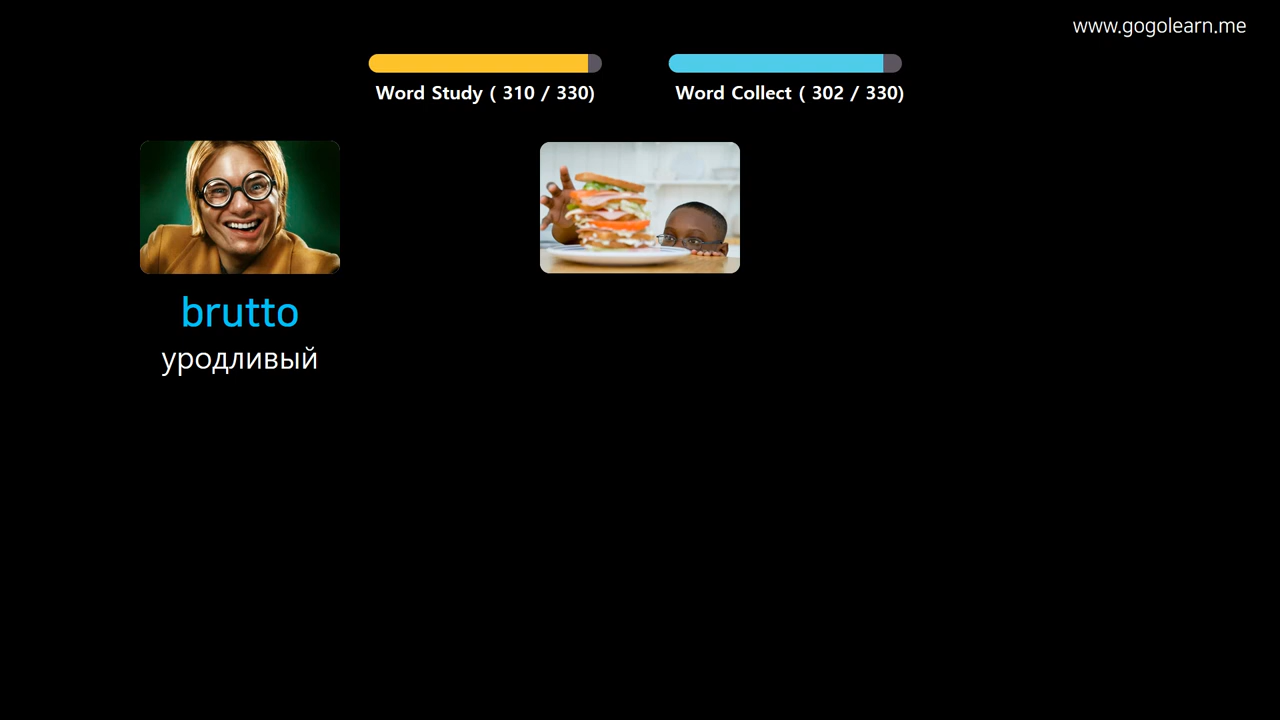 www.gogolearn.me
Word Study ( 310 / 330)
Word Collect ( 302 / 330)
brutto
уродливый